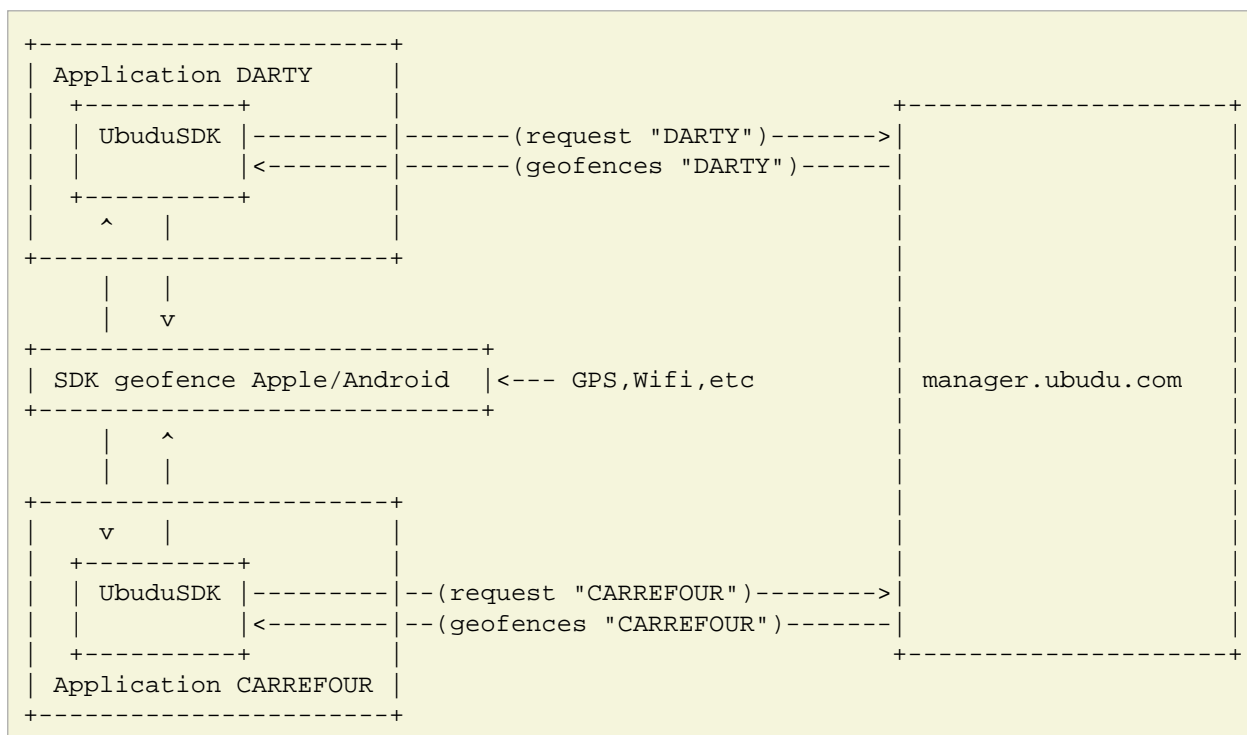 +-----------------------+
| Application DARTY     |
|  +----------+         |                                +---------------------+
|  | UbuduSDK |---------|-------(request "DARTY")------->|                     |
|  |          |<--------|-------(geofences "DARTY")------|                     |
|  +----------+         |                                |                     |
|    ^   |              |                                |                     |
+-----------------------+                                |                     |
     |   |                                               |                     |
     |   v                                               |                     |
+-----------------------------+                          |                     |
| SDK geofence Apple/Android  |<--- GPS,Wifi,etc         | manager.ubudu.com   |
+-----------------------------+                          |                     |
     |   ^                                               |                     |
     |   |                                               |                     |
+-----------------------+                                |                     |
|    v   |              |                                |                     |
|  +----------+         |                                |                     |
|  | UbuduSDK |---------|--(request "CARREFOUR")-------->|                     |
|  |          |<--------|--(geofences "CARREFOUR")-------|                     |
|  +----------+         |                                +---------------------+
| Application CARREFOUR |
+-----------------------+